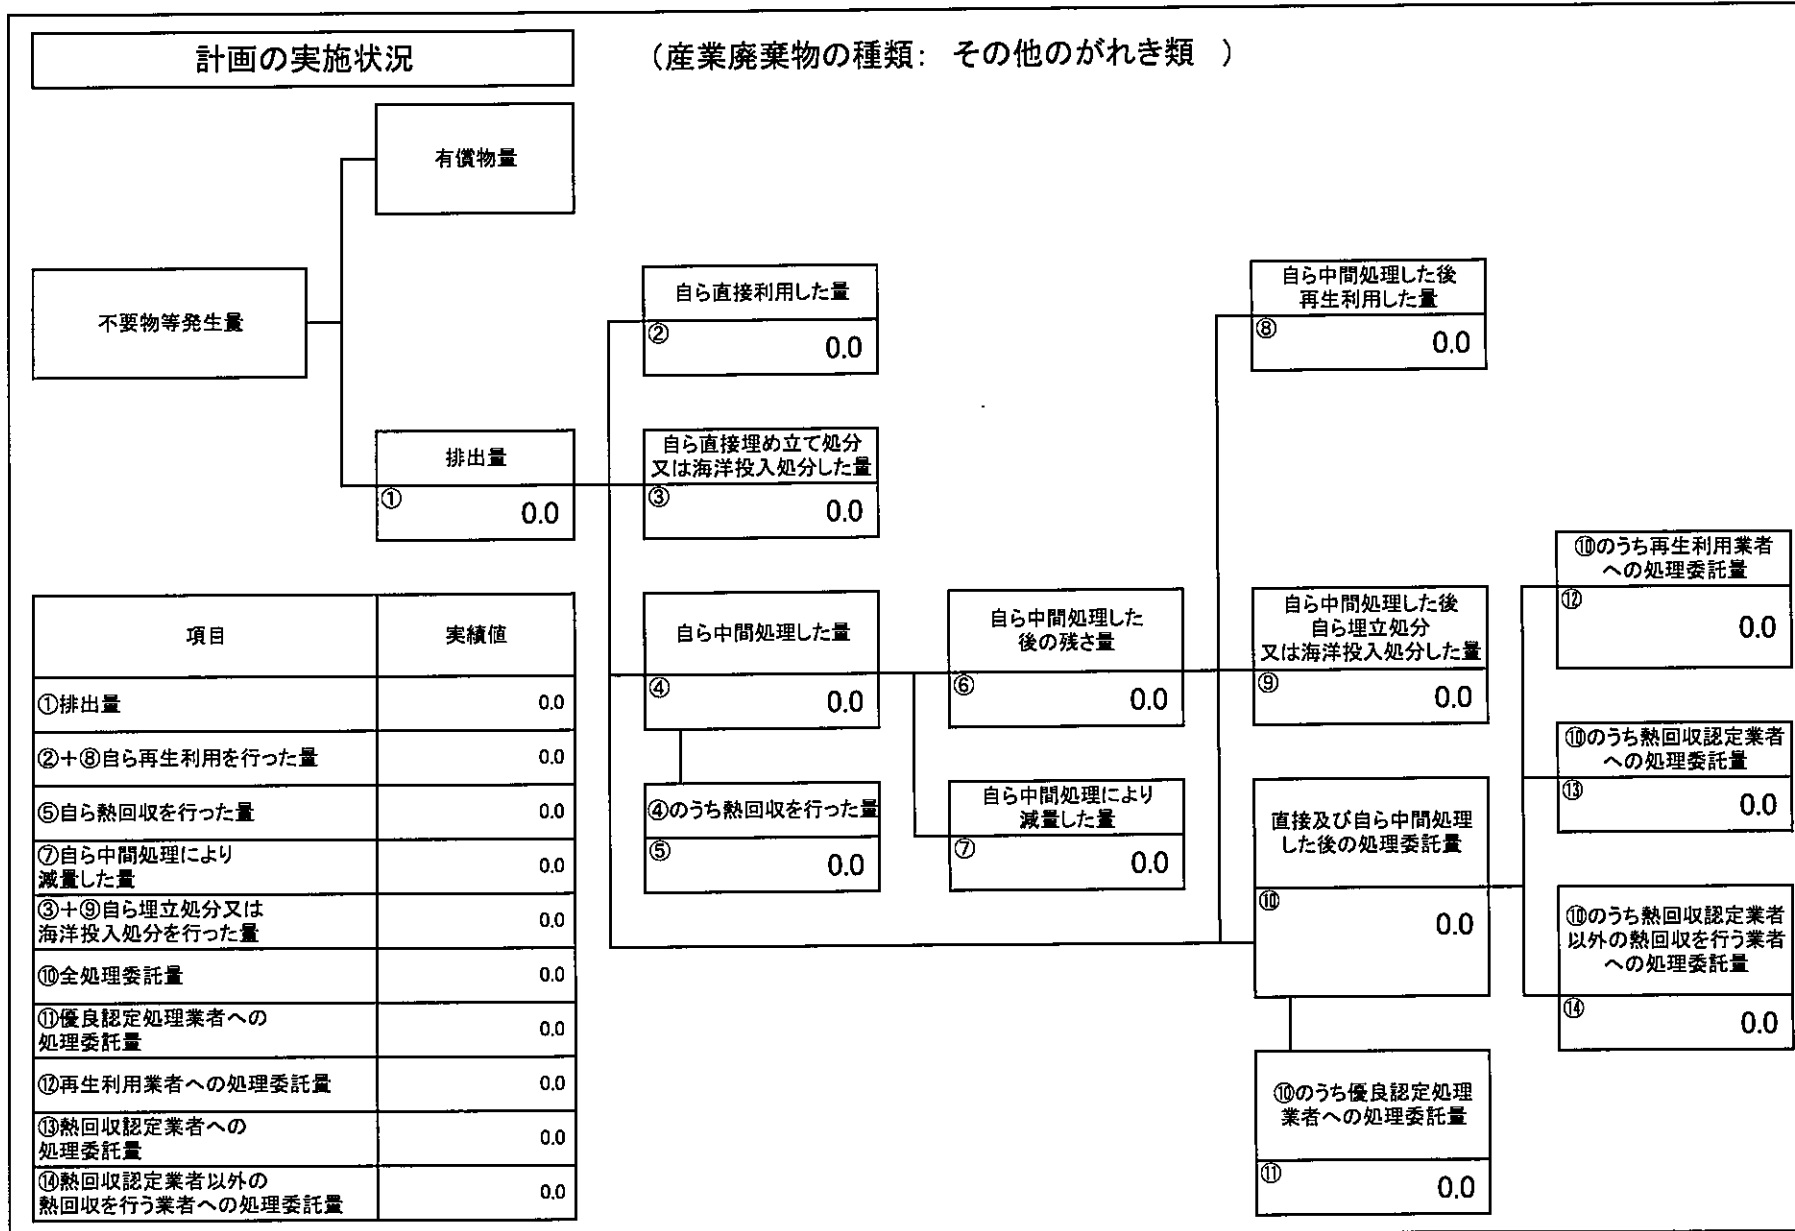 計画の実施状況
(産業廃棄物の種類: その他のがれき類 )
有償物量
不要物等発生量
排出量
① 0.0
自ら直接利用した量
② 0.0
自ら直接埋め立て処分
又は海洋投入処分した量
③ 0.0
自ら中間処理した量
④ 0.0
④のうち熱回収を行った量
⑤ 0.0
自ら中間処理した
後の残さ量
⑥ 0.0
自ら中間処理により
減量した量
⑦ 0.0
自ら中間処理した後
再生利用した量
⑧ 0.0
自ら中間処理した後
自ら埋立処分
又は海洋投入処分した量
⑨ 0.0
直接及び自ら中間処理
した後の処理委託量
⑩ 0.0
⑩のうち優良認定処理
業者への処理委託量
⑪ 0.0
⑩のうち再生利用業者
への処理委託量
⑫ 0.0
⑩のうち熱回収認定業者
への処理委託量
⑬ 0.0
⑩のうち熱回収認定業者
以外の熱回収を行う業者
への処理委託量
⑭ 0.0
項目 実績値
①排出量 0.0
②+⑧自ら再生利用を行った量 0.0
⑤自ら熱回収を行った量 0.0
⑦自ら中間処理により
減量した量 0.0
③+⑨自ら埋立処分又は
海洋投入処分を行った量 0.0
⑩全処理委託量 0.0
⑪優良認定処理業者への
処理委託量 0.0
⑫再生利用業者への処理委託量 0.0
⑬熱回収認定業者への
処理委託量 0.0
⑭熱回収認定業者以外の
熱回収を行う業者への処理委託量 0.0